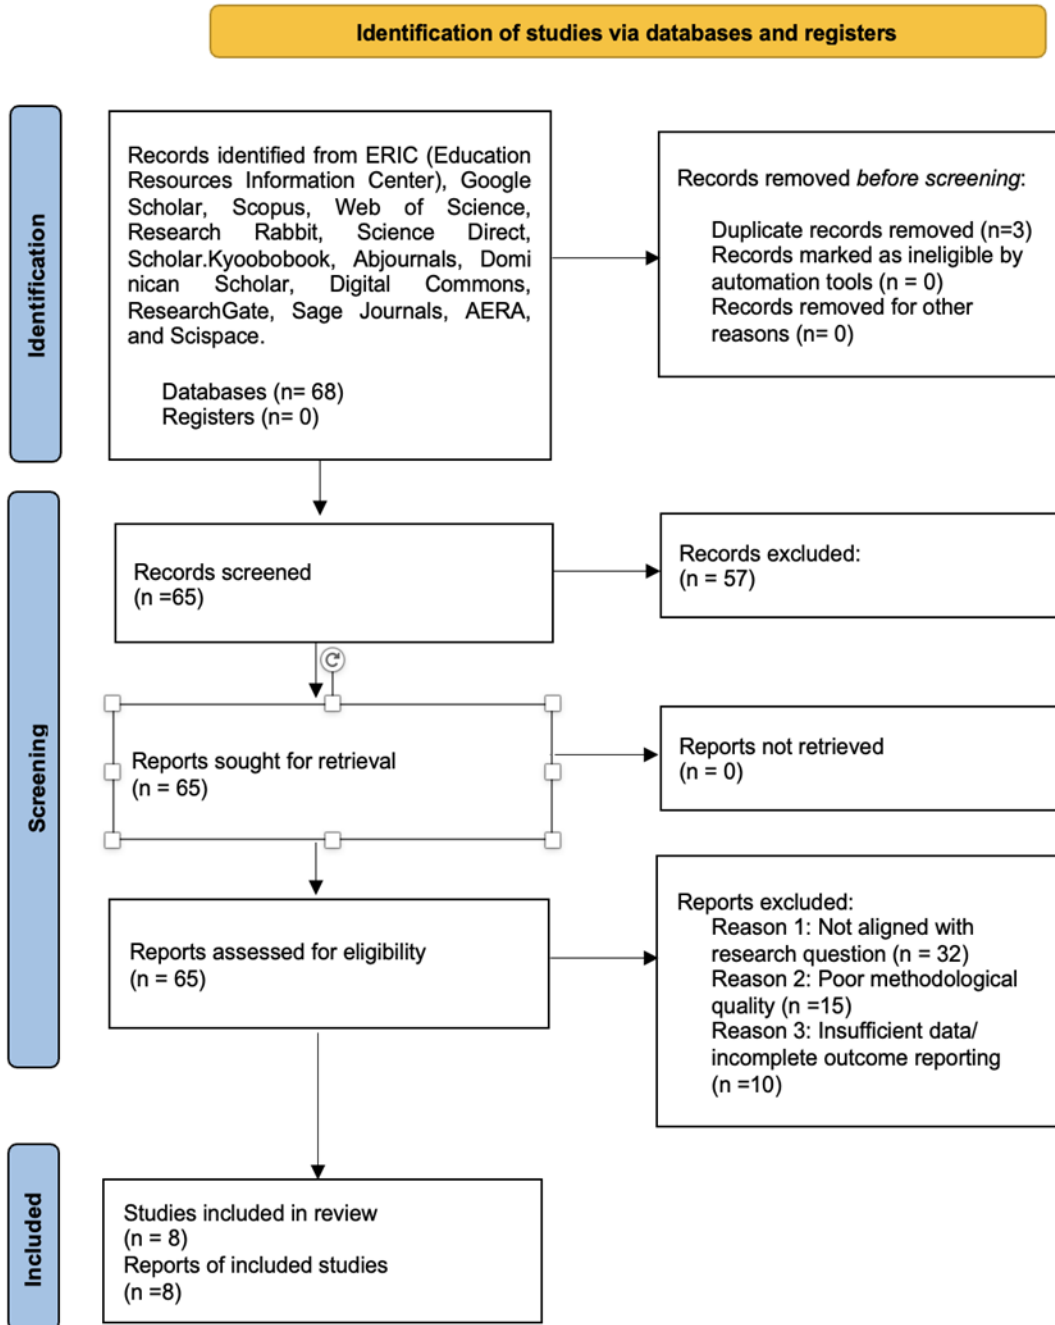 Identification of studies via databases and registers
Identification
Records identified from ERIC (Education
Resources Information Center), Google
Scholar, Scopus, Web of Science,
Research Rabbit, Science Direct,
Scholar.Kyoobobook, Abjournals, Domi
nican Scholar, Digital Commons,
ResearchGate, Sage Journals, AERA,
and Scispace.
Databases (n= 68)
Registers (n= 0)
Records removed before screening:
Duplicate records removed (n=3)
Records marked as ineligible by
automation tools (n = 0)
Records removed for other
reasons (n= 0)
Screening
Records screened
(n =65)
Records excluded:
(n = 57)
Reports sought for retrieval
(n = 65)
Reports not retrieved
(n = 0)
Reports assessed for eligibility
(n = 65)
Reports excluded:
Reason 1: Not aligned with
research question (n = 32)
Reason 2: Poor methodological
quality (n =15)
Reason 3: Insufficient data/
incomplete outcome reporting
(n =10)
Included
Studies included in review
(n = 8)
Reports of included studies
(n =8)